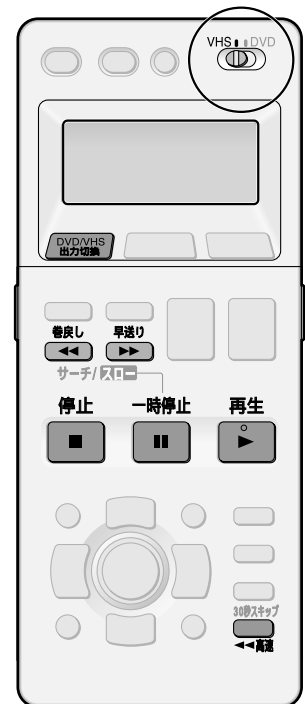 VHS DVD
DVD/VHS
出力切換
巻戻し 早送り
サーチ/スロー
停止 一時停止 再生
30秒スキップ
◀◀高速